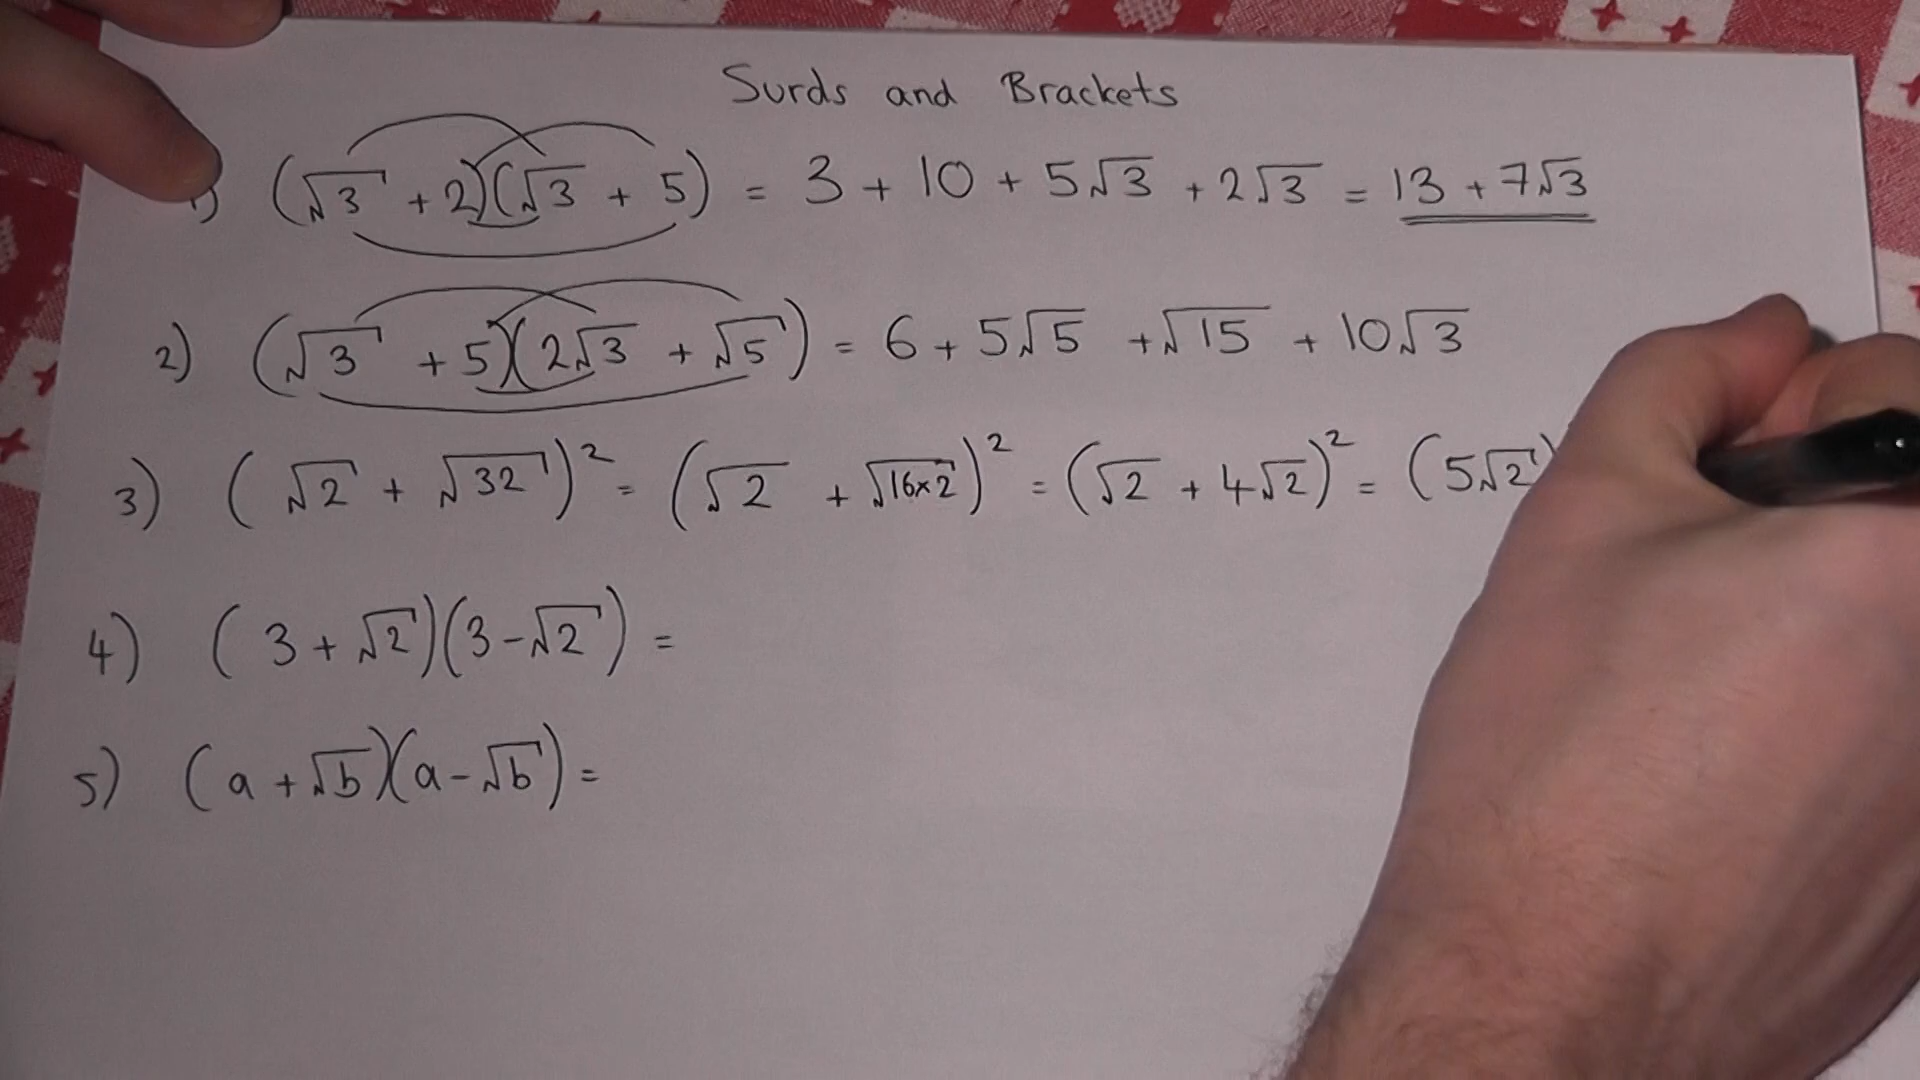 Surds and Brackets
1) (√3 + 2)(√3 + 5) = 3 + 10 + 5√3 + 2√3 = 13 + 7√3
2) (√3 + 5)(2√3 + √5) = 6 + 5√5 + √15 + 10√3
3) (√2 + √32)² = (√2 + √16×2)² = (√2 + 4√2)² = (5√2)
4) (3 + √2)(3 - √2) =
5) (a + √b)(a - √b) =